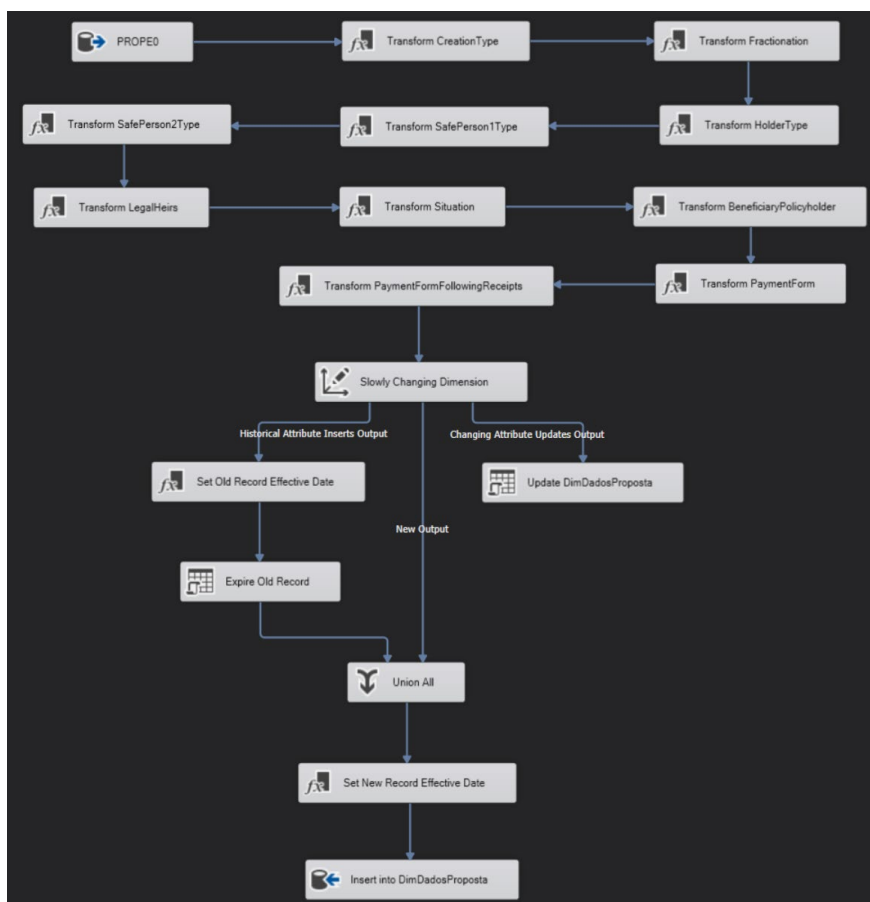 PROPE0
Transform CreationType
Transform Fractionation
Transform SafePerson2Type
Transform SafePerson1Type
Transform HolderType
Transform LegalHeirs
Transform Situation
Transform BeneficiaryPolicyholder
Transform PaymentFormFollowingReceipts
Transform PaymentForm
Slowly Changing Dimension
Historical Attribute Inserts Output
Changing Attribute Updates Output
Set Old Record Effective Date
Update DimDadosProposta
New Output
Expire Old Record
Union All
Set New Record Effective Date
Insert into DimDadosProposta